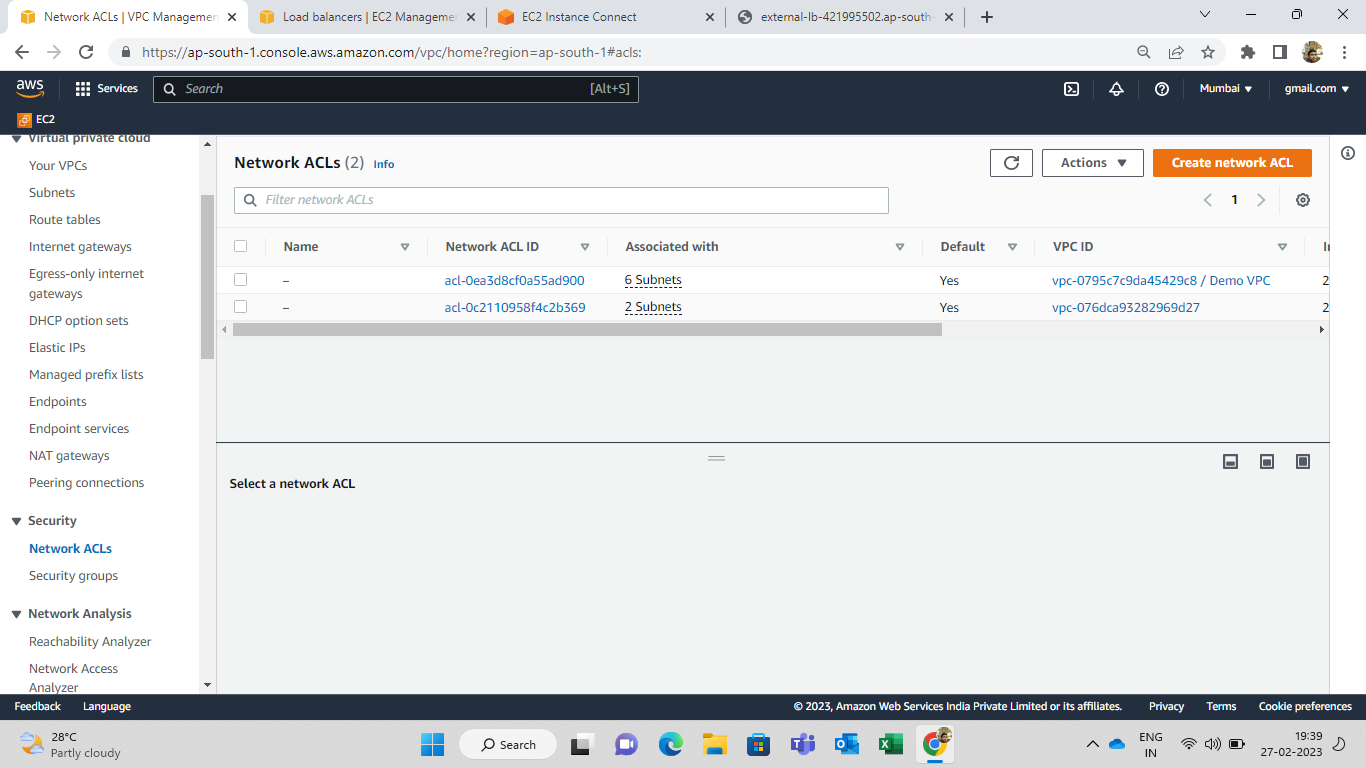 Network ACLs | VPC Managemen
Load balancers | EC2 Managemen
EC2 Instance Connect
external-lb-421995502.ap-south-
https://ap-south-1.console.aws.amazon.com/vpc/home?region=ap-south-1#acls:
aws
Services
Search
[Alt+S]
Mumbai
gmail.com
EC2
Virtual private cloud
Your VPCs
Subnets
Route tables
Internet gateways
Egress-only internet
gateways
DHCP option sets
Elastic IPs
Managed prefix lists
Endpoints
Endpoint services
NAT gateways
Peering connections
Security
Network ACLs
Security groups
Network Analysis
Reachability Analyzer
Network Access
Analyzer
Network ACLs (2) Info
Actions
Create network ACL
Filter network ACLs
1
Name Network ACL ID Associated with Default VPC ID
– acl-0ea3d8cf0a55ad900 6 Subnets Yes vpc-0795c7c9da45429c8 / Demo VPC 2
– acl-0c2110958f4c2b369 2 Subnets Yes vpc-076dca93282969d27 2
Select a network ACL
Feedback Language © 2023, Amazon Web Services India Private Limited or its affiliates. Privacy Terms Cookie preferences
28°C
Partly cloudy
Search
ENG
IN
19:39
27-02-2023